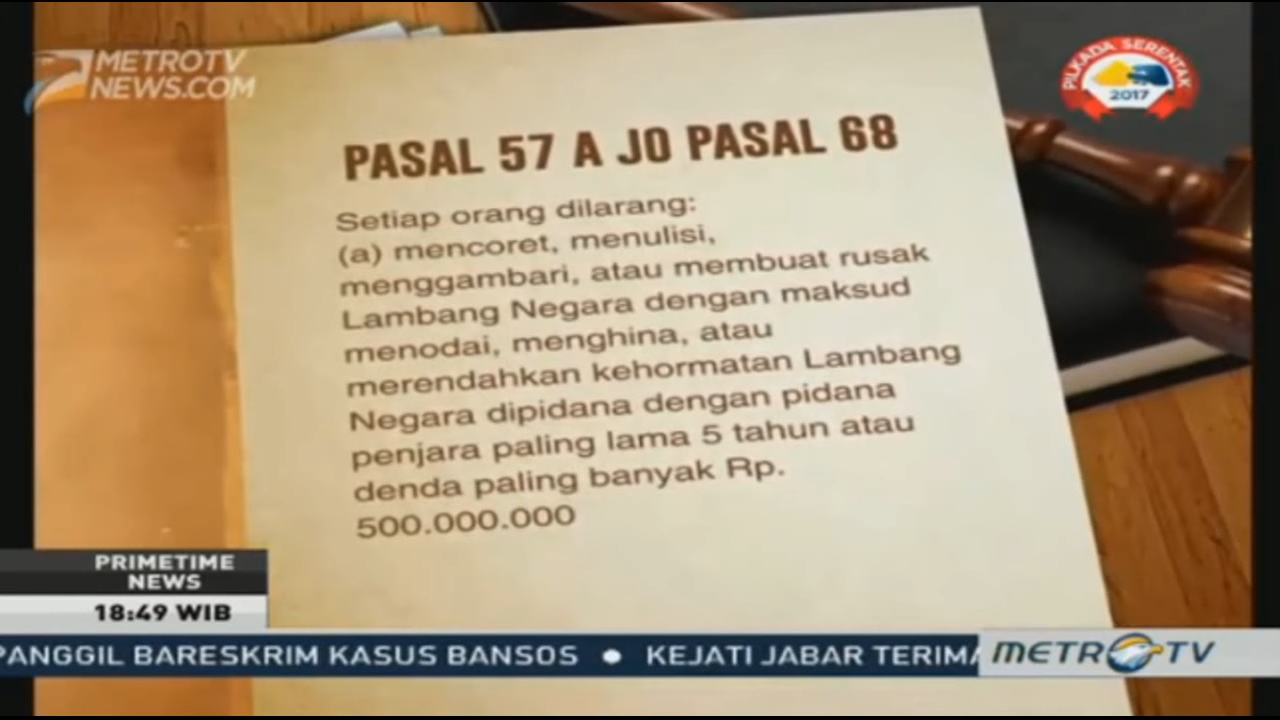 METROTV
NEWS.COM
PILKADA SERENTAK
2017
PASAL 57 A JO PASAL 68
Setiap orang dilarang:
(a) mencoret, menulisi,
menggambari, atau membuat rusak
Lambang Negara dengan maksud
menodai, menghina, atau
merendahkan kehormatan Lambang
Negara dipidana dengan pidana
penjara paling lama 5 tahun atau
denda paling banyak Rp.
500.000.000
PRIMETIME
NEWS
18:49 WIB
PANGGIL BARESKRIM KASUS BANSOS ● KEJATI JABAR TERIMA
METRO TV